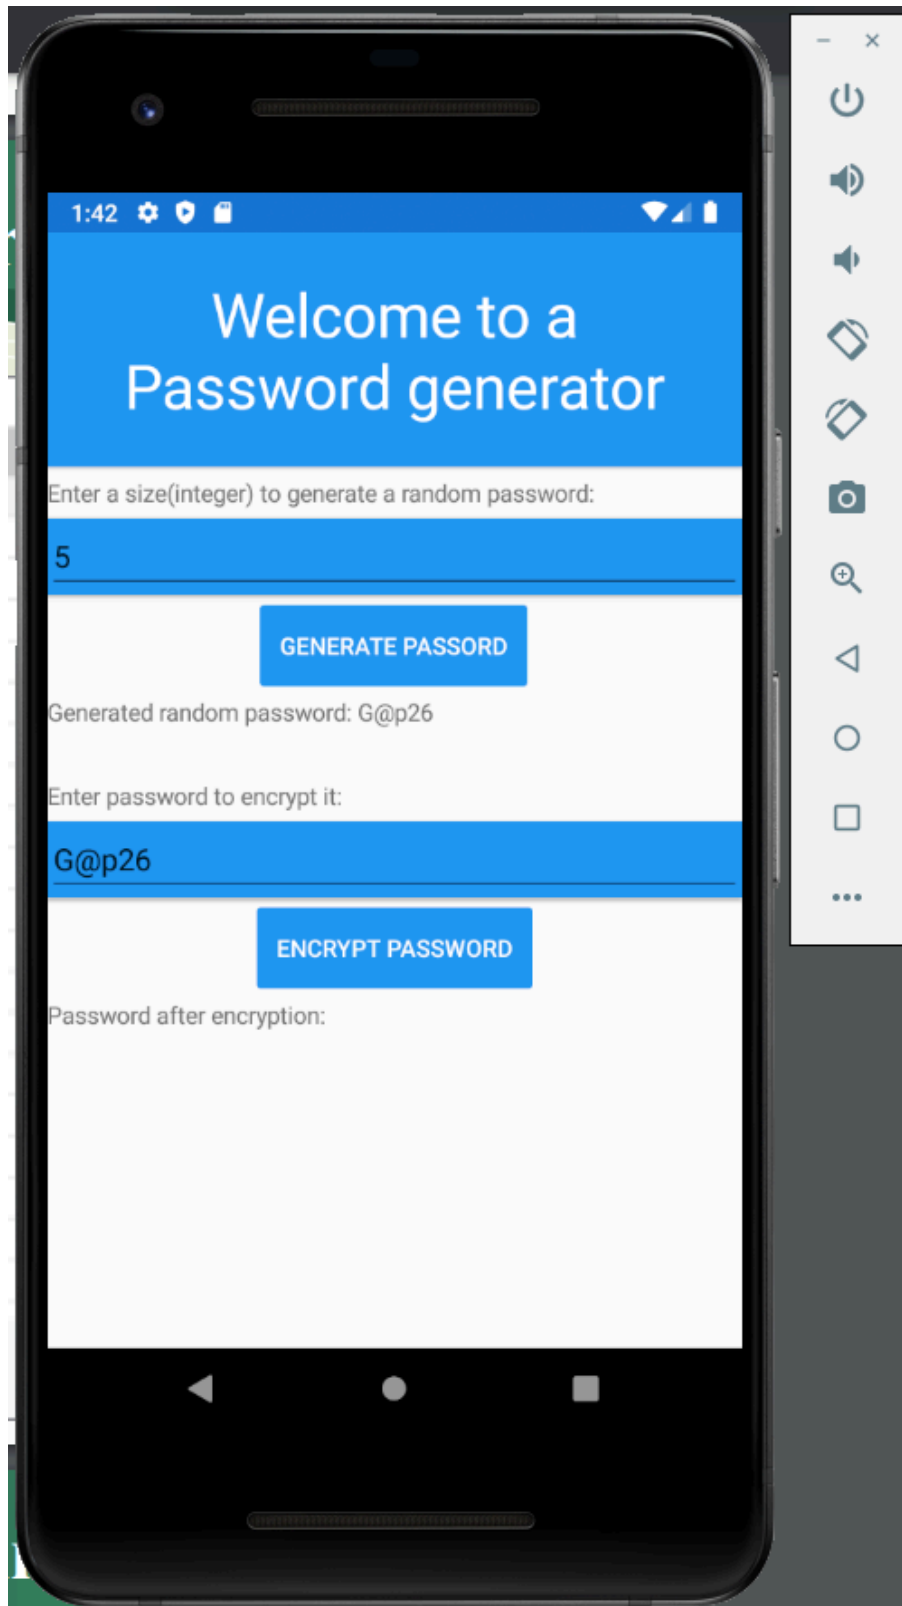 1:42
Welcome to a
Password generator
Enter a size(integer) to generate a random password:
5
GENERATE PASSORD
Generated random password: G@p26
Enter password to encrypt it:
G@p26
ENCRYPT PASSWORD
Password after encryption: